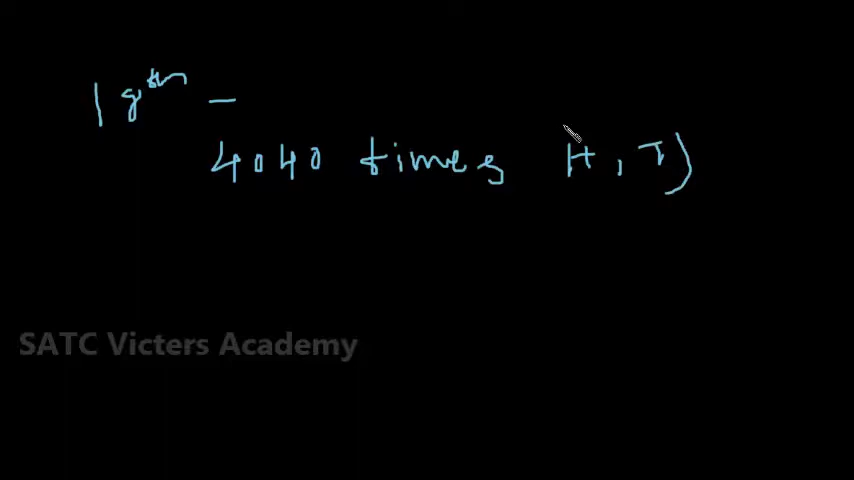 18th –
4040 times H, T)
SATC Victers Academy